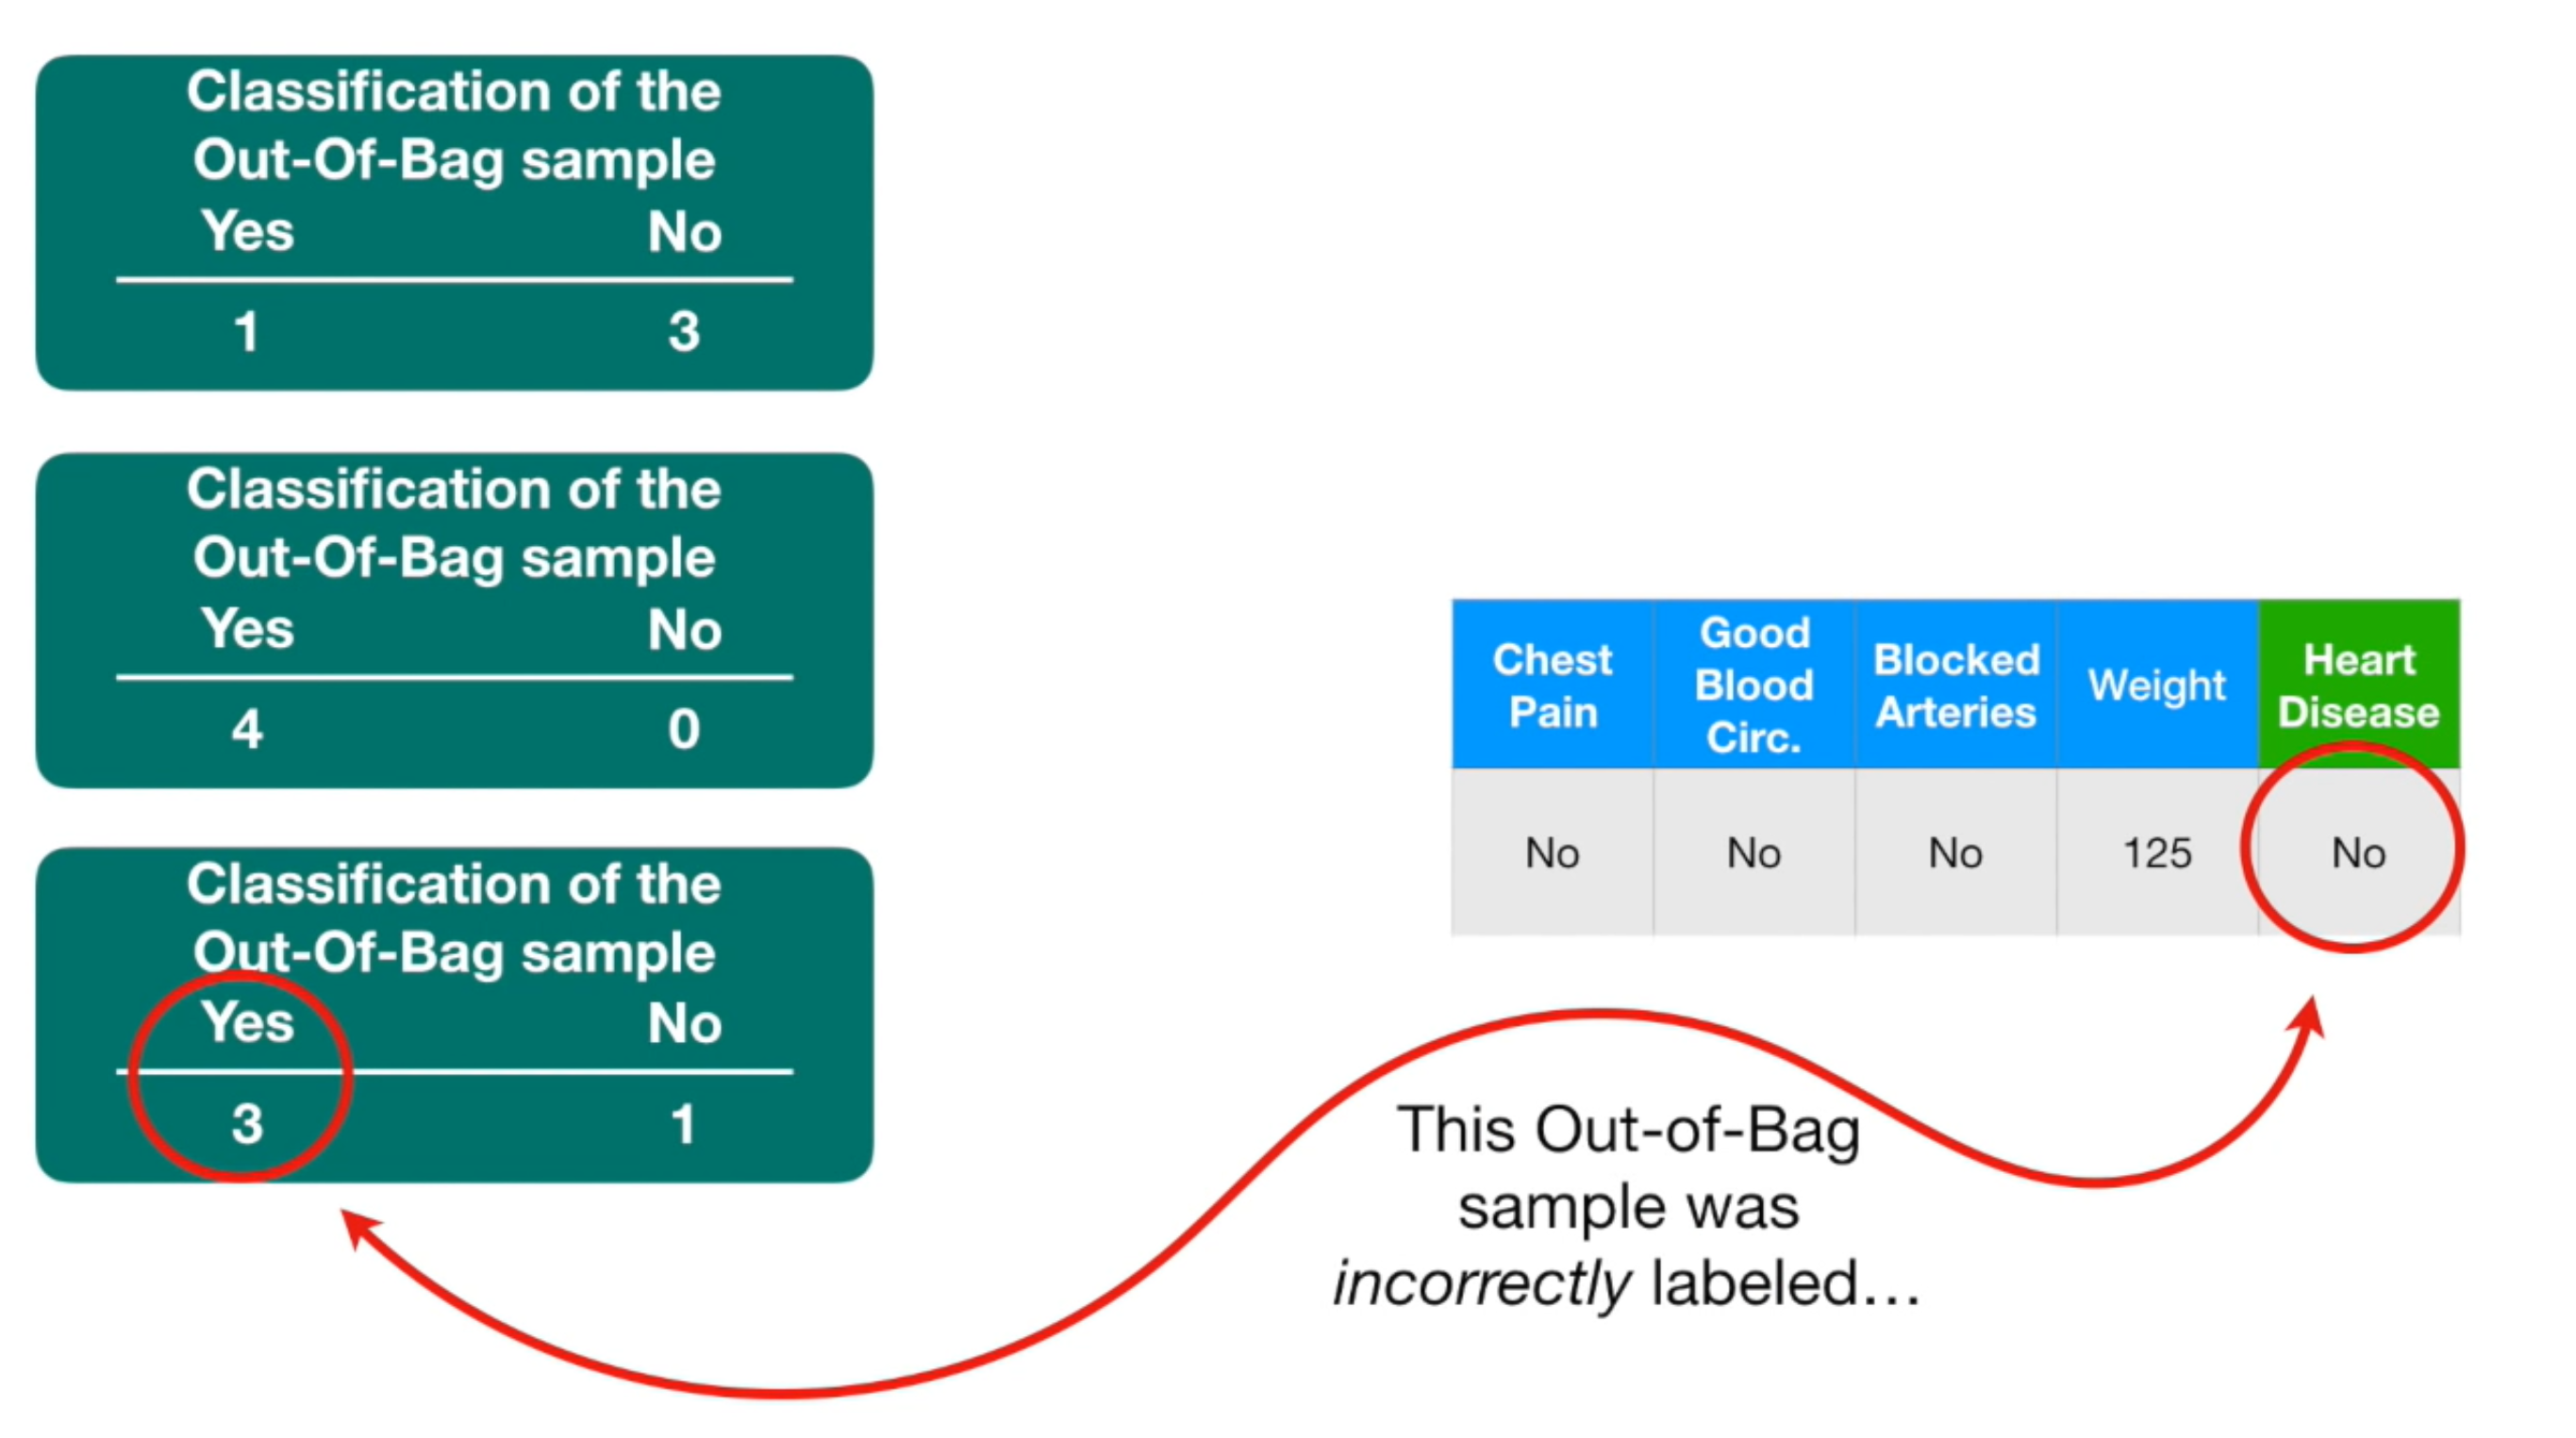 Classification of the
Out-Of-Bag sample
Yes No
1 3
Classification of the
Out-Of-Bag sample
Yes No
4 0
Classification of the
Out-Of-Bag sample
Yes No
3 1
Chest Pain Good Blood Circ. Blocked Arteries Weight Heart Disease
No No No 125 No
This Out-of-Bag
sample was
incorrectly labeled…